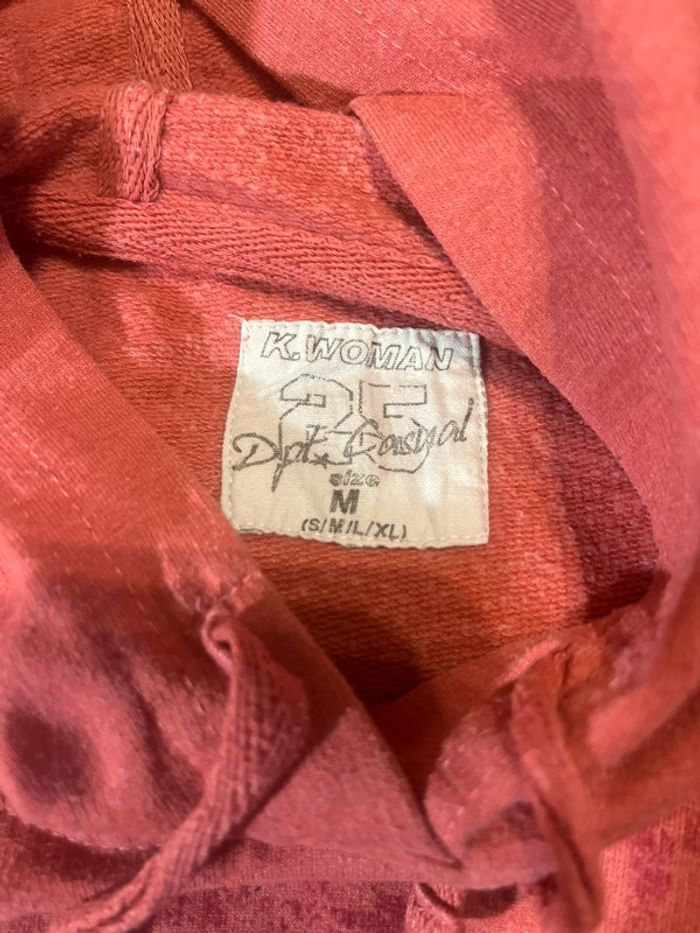 K.WOMAN
25
Dpt. Casual
size
M
(S/M/L/XL)